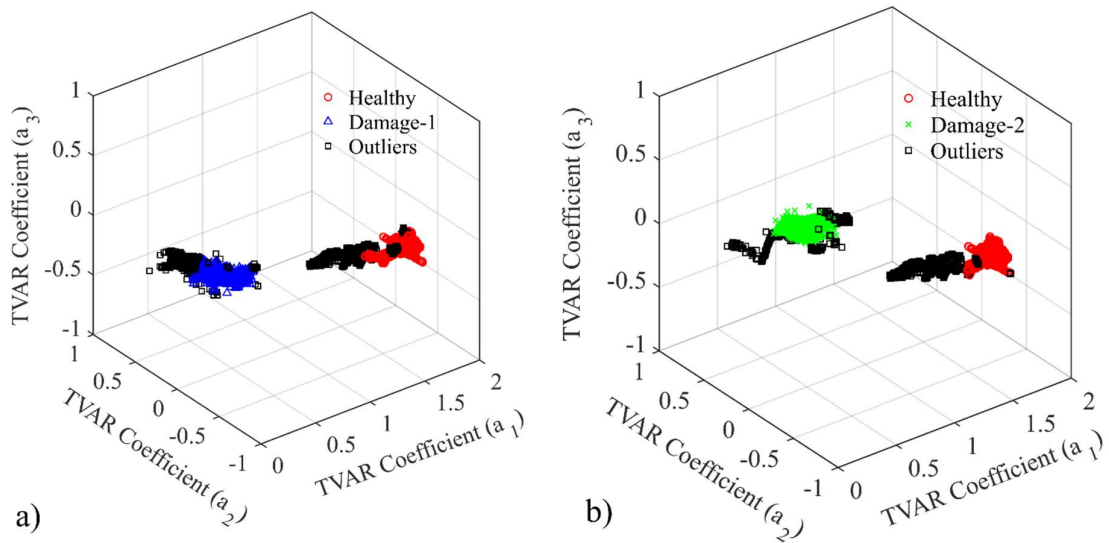 Healthy
Damage-1
Outliers
TVAR Coefficient (a3)
1
0.5
0
-0.5
-1
TVAR Coefficient (a2)
1
0.5
0
-0.5
-1
TVAR Coefficient (a1)
0
0.5
1
1.5
2
a)
Healthy
Damage-2
Outliers
TVAR Coefficient (a3)
1
0.5
0
-0.5
-1
TVAR Coefficient (a2)
1
0.5
0
-0.5
-1
TVAR Coefficient (a1)
0
0.5
1
1.5
2
b)